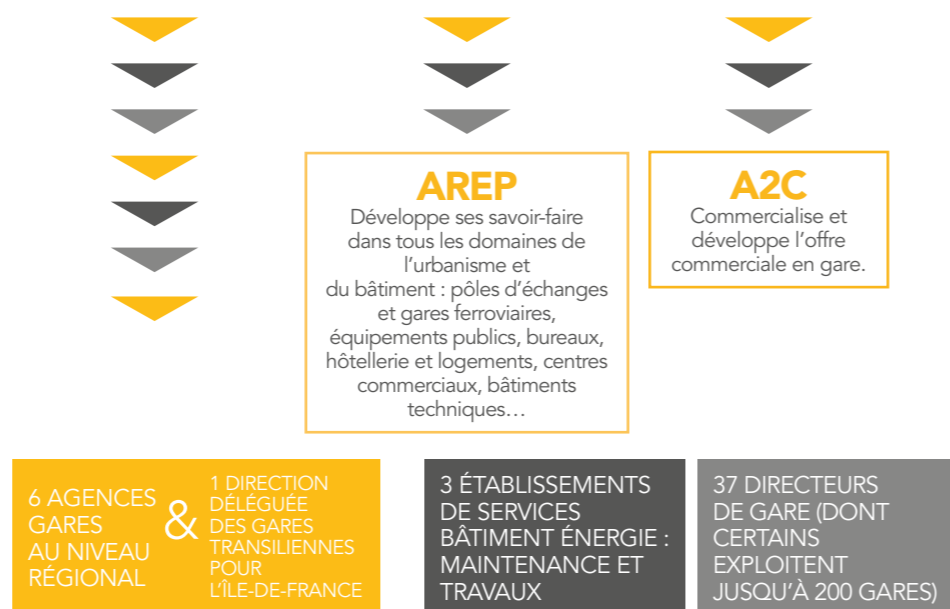 AREP
Développe ses savoir-faire
dans tous les domaines de
l'urbanisme et
du bâtiment : pôles d'échanges
et gares ferroviaires,
équipements publics, bureaux,
hôtellerie et logements, centres
commerciaux, bâtiments
techniques…
A2C
Commercialise et
développe l'offre
commerciale en gare.
6 AGENCES
GARES
AU NIVEAU
RÉGIONAL
&
1 DIRECTION
DÉLÉGUÉE
DES GARES
TRANSILIENNES
POUR
L'ÎLE-DE-FRANCE
3 ÉTABLISSEMENTS
DE SERVICES
BÂTIMENT ÉNERGIE :
MAINTENANCE ET
TRAVAUX
37 DIRECTEURS
DE GARE (DONT
CERTAINS
EXPLOITENT
JUSQU'À 200 GARES)